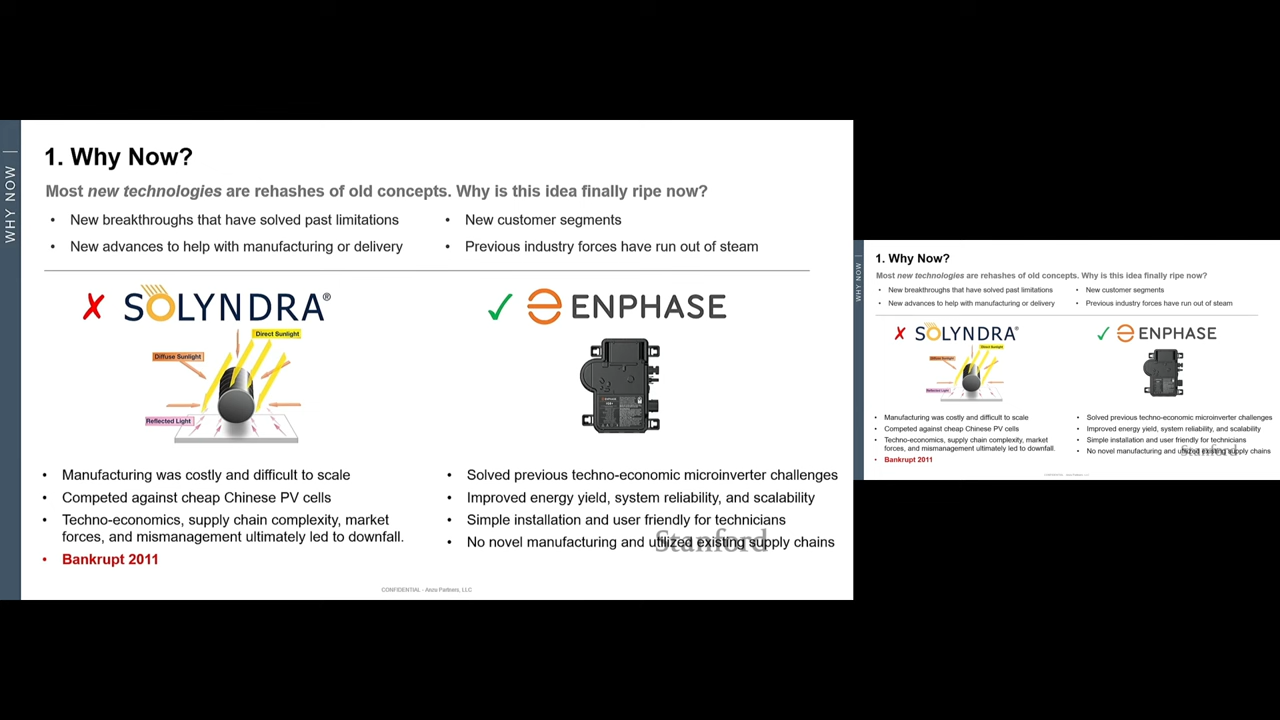 WHY NOW
1. Why Now?
Most new technologies are rehashes of old concepts. Why is this idea finally ripe now?
• New breakthroughs that have solved past limitations
• New advances to help with manufacturing or delivery
• New customer segments
• Previous industry forces have run out of steam
✗ SOLYNDRA®
Direct Sunlight
Diffuse Sunlight
Reflected Light
• Manufacturing was costly and difficult to scale
• Competed against cheap Chinese PV cells
• Techno-economics, supply chain complexity, market
forces, and mismanagement ultimately led to downfall.
• Bankrupt 2011
✓ ENPHASE
• Solved previous techno-economic microinverter challenges
• Improved energy yield, system reliability, and scalability
• Simple installation and user friendly for technicians
• No novel manufacturing and utilized existing supply chains
Stanford
CONFIDENTIAL - Anzu Partners, LLC
WHY NOW
1. Why Now?
Most new technologies are rehashes of old concepts. Why is this idea finally ripe now?
• New breakthroughs that have solved past limitations
• New advances to help with manufacturing or delivery
• New customer segments
• Previous industry forces have run out of steam
✗ SOLYNDRA®
Direct Sunlight
Diffuse Sunlight
Reflected Light
• Manufacturing was costly and difficult to scale
• Competed against cheap Chinese PV cells
• Techno-economics, supply chain complexity, market
forces, and mismanagement ultimately led to downfall.
• Bankrupt 2011
✓ ENPHASE
• Solved previous techno-economic microinverter challenges
• Improved energy yield, system reliability, and scalability
• Simple installation and user friendly for technicians
• No novel manufacturing and utilized existing supply chains
Stanford